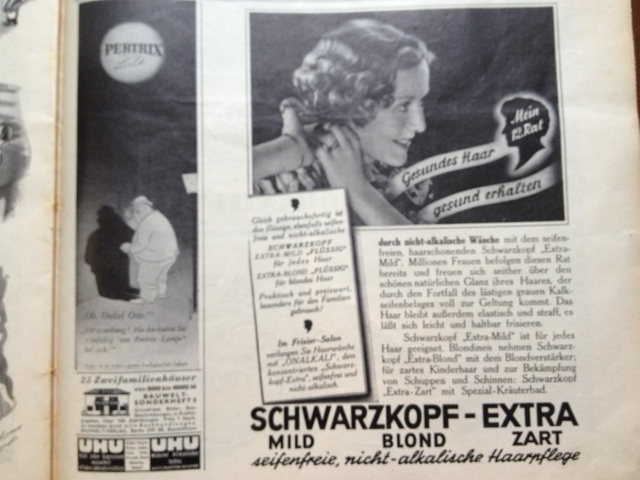 PERTRIX
„Oh, Onkel Otto!"
25 Zweifamilienhäuser
BAUWELT-
SONDERHEFTE
UHU
UHU
Mein
12. Rat
Gesundes Haar
gesund erhalten
Gleich gebrauchsfertig ist
das flüssige, ebenfalls seifen-
freie und nicht-alkalische
SCHWARZKOPF
EXTRA-MILD „FLÜSSIG"
für jedes Haar
EXTRA-BLOND „FLÜSSIG"
für blondes Haar
Praktisch und preiswert,
besonders für den Familien-
gebrauch!
Im Frisier-Salon
verlangen Sie Haarwäsche
mit „ONALKALI", dem
konzentrierten „Schwarz-
kopf-Extra", seifenfrei und
nicht-alkalisch.
durch nicht-alkalische Wäsche mit dem seifen-
freien, haarschonenden Schwarzkopf „Extra-
Mild". Millionen Frauen befolgen diesen Rat
bereits und freuen sich seither über den
schönen natürlichen Glanz ihres Haares, der
durch den Fortfall des lästigen grauen Kalk-
seifenbelages voll zur Geltung kommt. Das
Haar bleibt außerdem elastisch und straff, es
läßt sich leicht und haltbar frisieren.
Schwarzkopf „Extra-Mild" ist für jedes
Haar geeignet. Blondinen nehmen Schwarz-
kopf „Extra-Blond" mit dem Blondverstärker;
für zartes Kinderhaar und zur Bekämpfung
von Schuppen und Schinnen: Schwarzkopf
„Extra-Zart" mit Spezial-Kräuterbad.
SCHWARZKOPF-EXTRA
MILD BLOND ZART
seifenfreie, nicht-alkalische Haarpflege